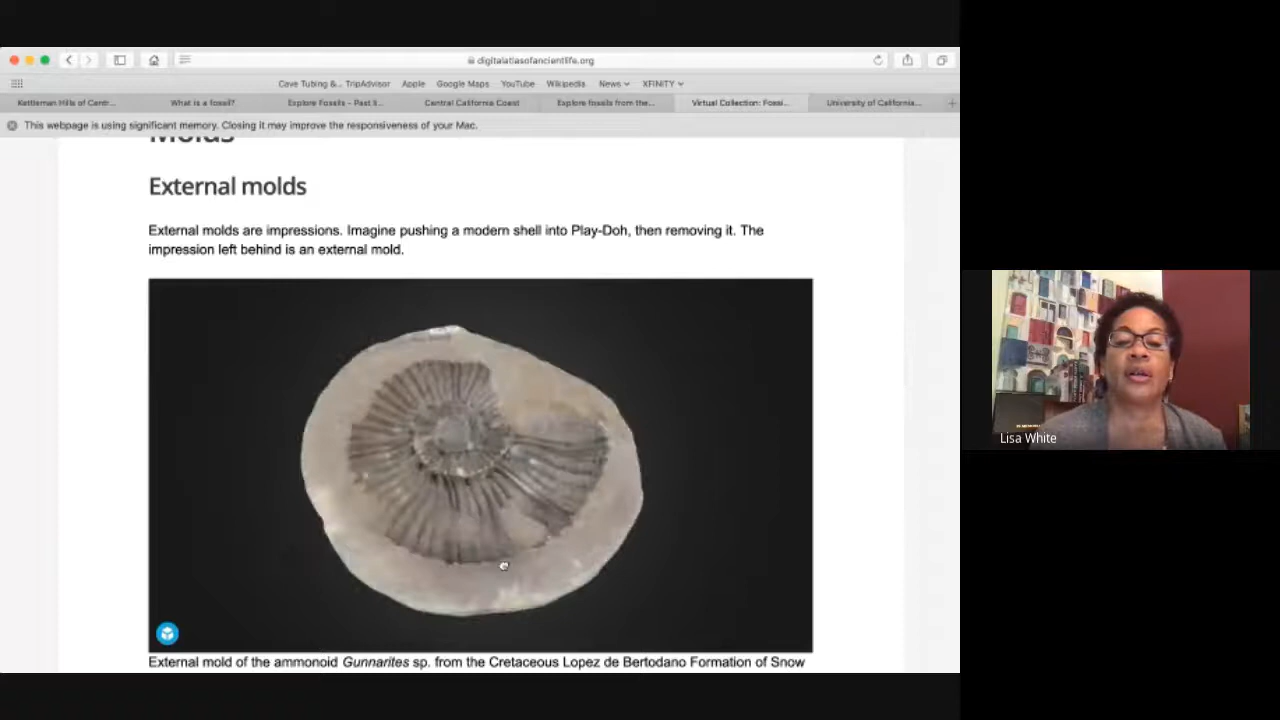 digitalatlasofancientlife.org
Cave Tubing &... TripAdvisor Apple Google Maps YouTube Wikipedia News XFINITY
Kettleman Hills of Centr... What is a fossil? Explore Fossils – Past li... Central California Coast Explore fossils from the... Virtual Collection: Fossi... University of California...
This webpage is using significant memory. Closing it may improve the responsiveness of your Mac.
Molds
External molds
External molds are impressions. Imagine pushing a modern shell into Play-Doh, then removing it. The
impression left behind is an external mold.
Lisa White
External mold of the ammonoid Gunnarites sp. from the Cretaceous Lopez de Bertodano Formation of Snow